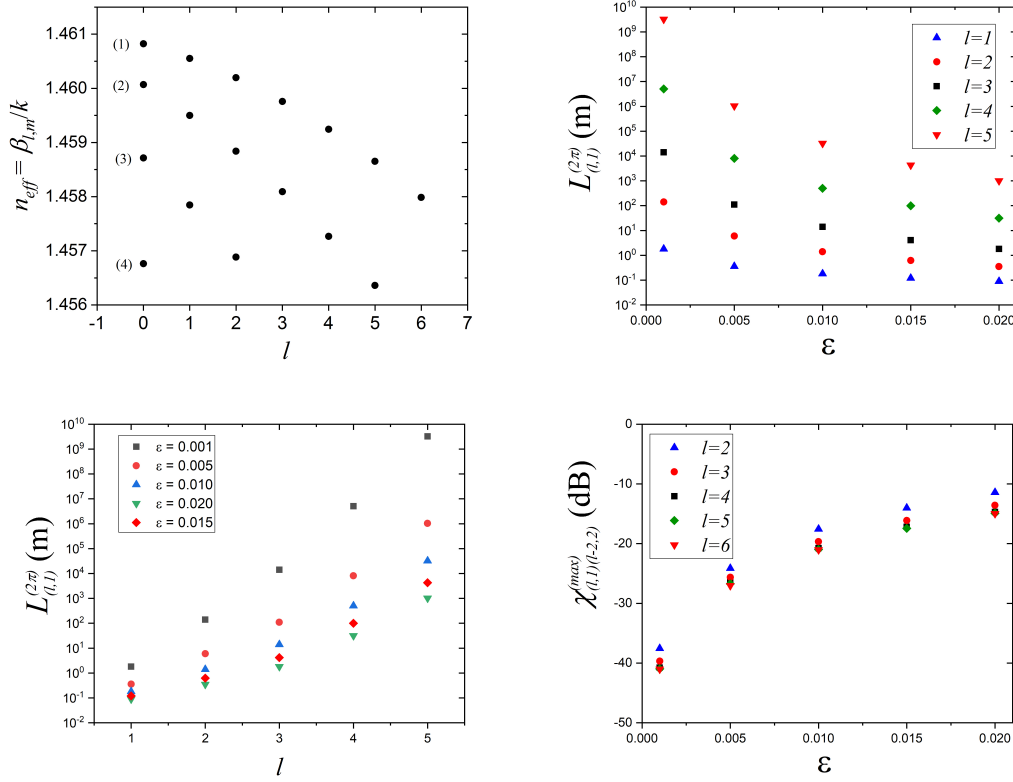 1.461
1.460
1.459
1.458
1.457
1.456
n_eff = β_l,m/k
(1)
(2)
(3)
(4)
-1 0 1 2 3 4 5 6 7
l
10^10
10^9
10^8
10^7
10^6
10^5
10^4
10^3
10^2
10^1
10^0
10^-1
10^-2
L_(l,1)^(2π) (m)
l=1
l=2
l=3
l=4
l=5
0.000 0.005 0.010 0.015 0.020
ε
10^10
10^9
10^8
10^7
10^6
10^5
10^4
10^3
10^2
10^1
10^0
10^-1
10^-2
L_(l,1)^(2π) (m)
ε = 0.001
ε = 0.005
ε = 0.010
ε = 0.020
ε = 0.015
1 2 3 4 5
l
0
-10
-20
-30
-40
-50
χ_(l,1)(l-2,2)^(max) (dB)
l=2
l=3
l=4
l=5
l=6
0.000 0.005 0.010 0.015 0.020
ε